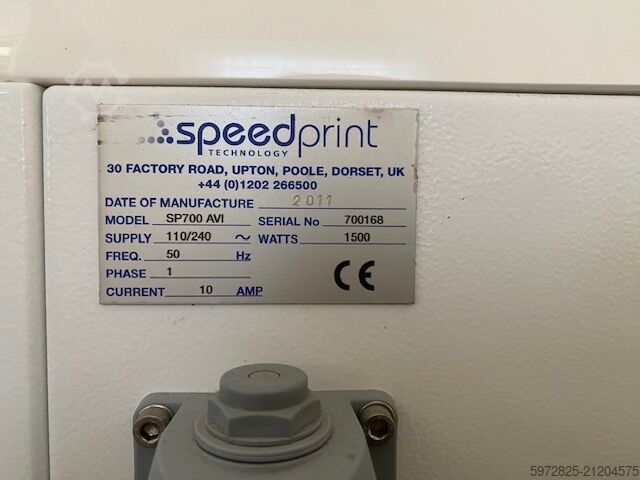 speedprint
TECHNOLOGY
30 FACTORY ROAD, UPTON, POOLE, DORSET, UK
+44 (0)1202 266500
DATE OF MANUFACTURE 2011
MODEL SP700 AVI SERIAL No 700168
SUPPLY 110/240 ~ WATTS 1500
FREQ. 50 Hz
PHASE 1
CURRENT 10 AMP
CE
5972825-21204575